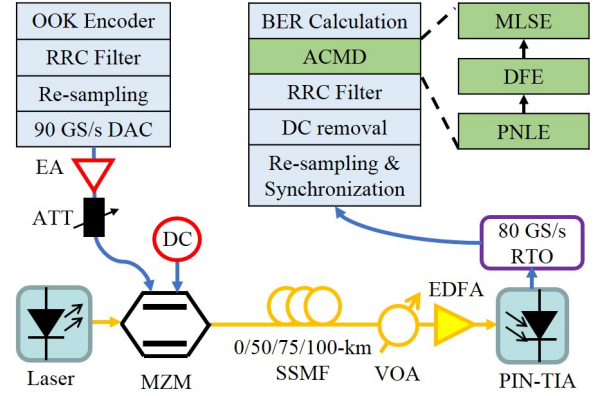 OOK Encoder
RRC Filter
Re-sampling
90 GS/s DAC
EA
ATT
DC
Laser
MZM
0/50/75/100-km
SSMF
VOA
EDFA
PIN-TIA
80 GS/s
RTO
BER Calculation
ACMD
RRC Filter
DC removal
Re-sampling &
Synchronization
MLSE
DFE
PNLE